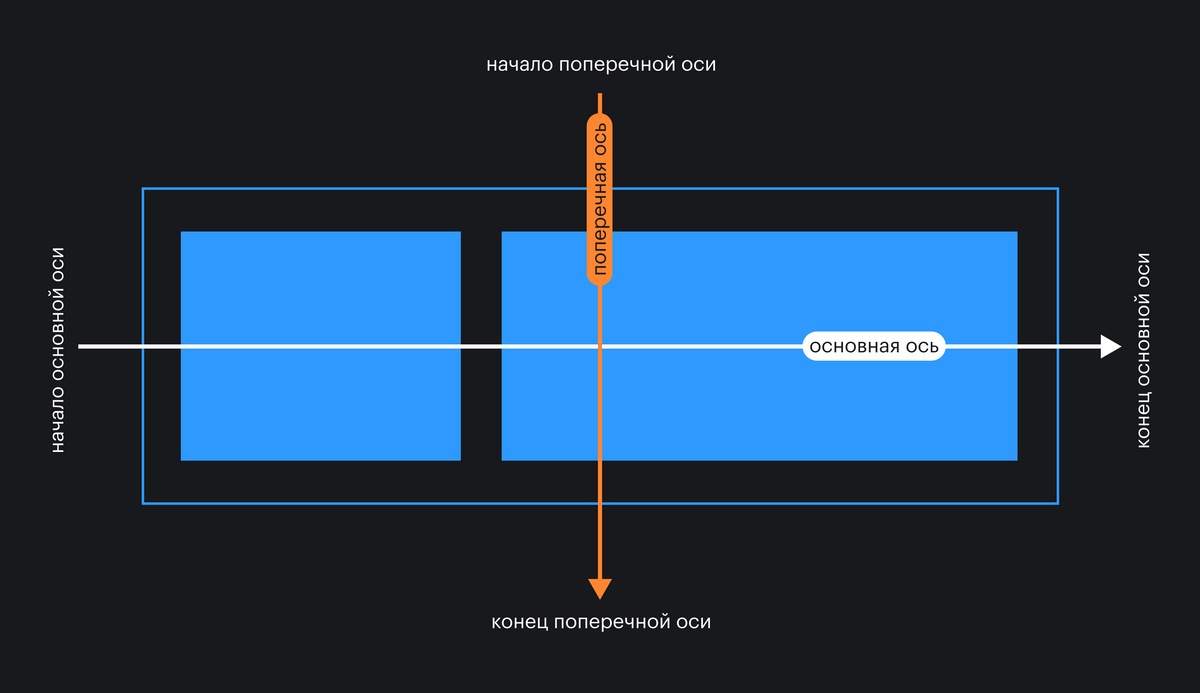 начало поперечной оси
поперечная ось
начало основной оси
основная ось
конец основной оси
конец поперечной оси